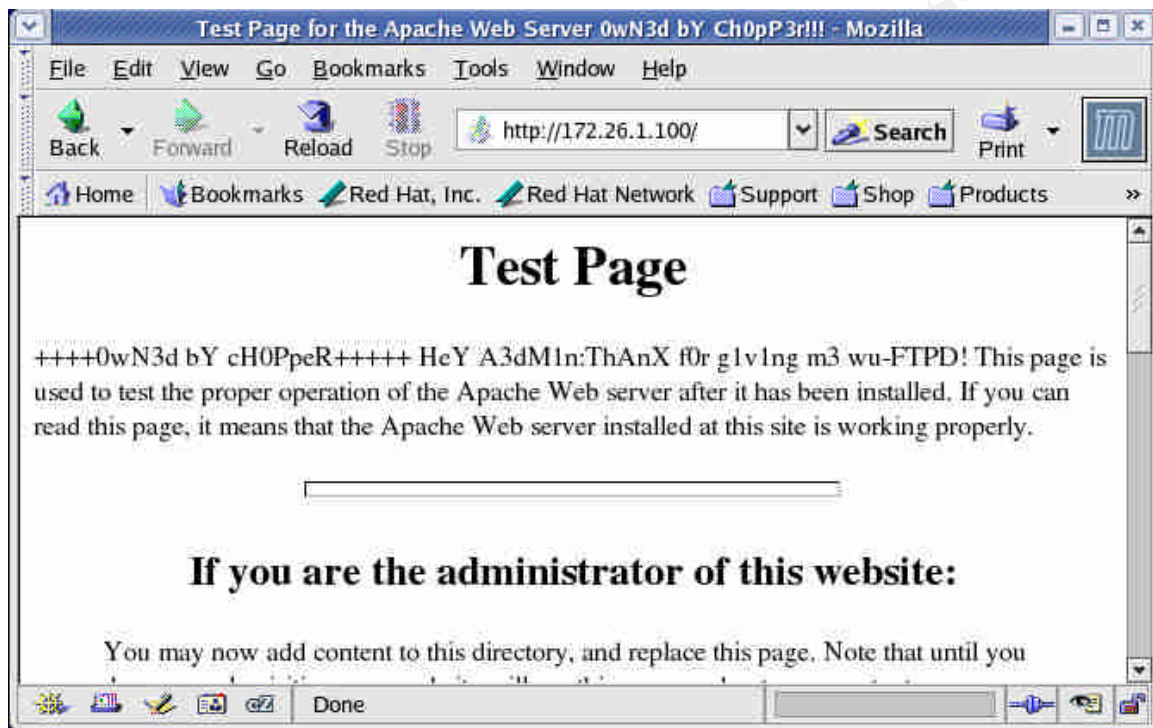 Test Page for the Apache Web Server 0wN3d bY Ch0pP3r!!! - Mozilla
File Edit View Go Bookmarks Tools Window Help
Back Forward Reload Stop http://172.26.1.100/ Search Print
Home Bookmarks Red Hat, Inc. Red Hat Network Support Shop Products »
Test Page
++++0wN3d bY cH0PpeR+++++ HeY A3dM1n:ThAnX f0r g1v1ng m3 wu-FTPD! This page is
used to test the proper operation of the Apache Web server after it has been installed. If you can
read this page, it means that the Apache Web server installed at this site is working properly.
If you are the administrator of this website:
You may now add content to this directory, and replace this page. Note that until you
Done